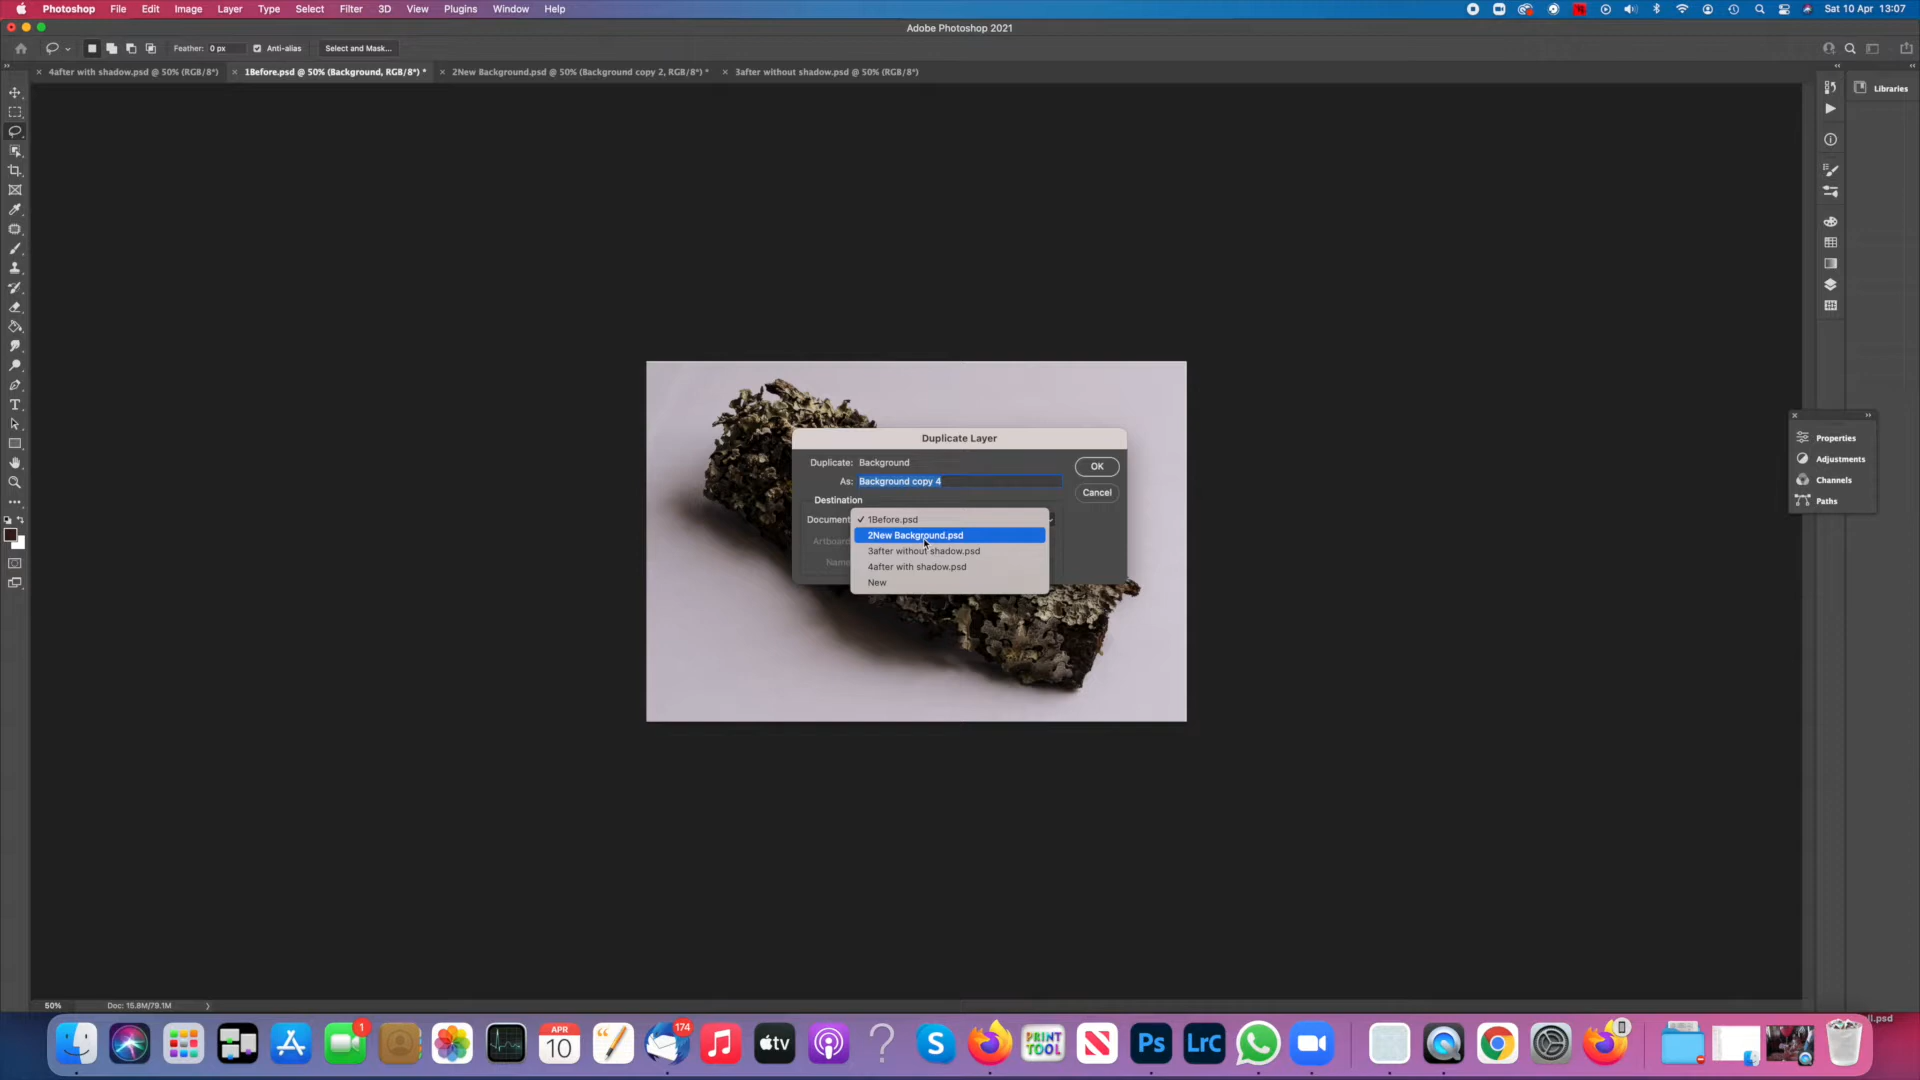 Photoshop File Edit Image Layer Type Select Filter 3D View Plugins Window Help Sat 10 Apr 13:07
Adobe Photoshop 2021
Feather: 0 px Anti-alias Select and Mask...
4after with shadow.psd @ 50% (RGB/8*) 1Before.psd @ 50% (Background, RGB/8*) * 2New Background.psd @ 50% (Background copy 2, RGB/8*) * 3after without shadow.psd @ 50% (RGB/8*)
Libraries
Duplicate Layer
Duplicate: Background
OK
As: Background copy 4
Cancel
Destination
Document
1Before.psd
2New Background.psd
Artboard
3after without shadow.psd
Name
4after with shadow.psd
New
Properties
Adjustments
Channels
Paths
50% Doc: 15.8M/79.1M
ll.psd
1
APR
10
174
tv
PRINT
TOOL
Ps
LrC